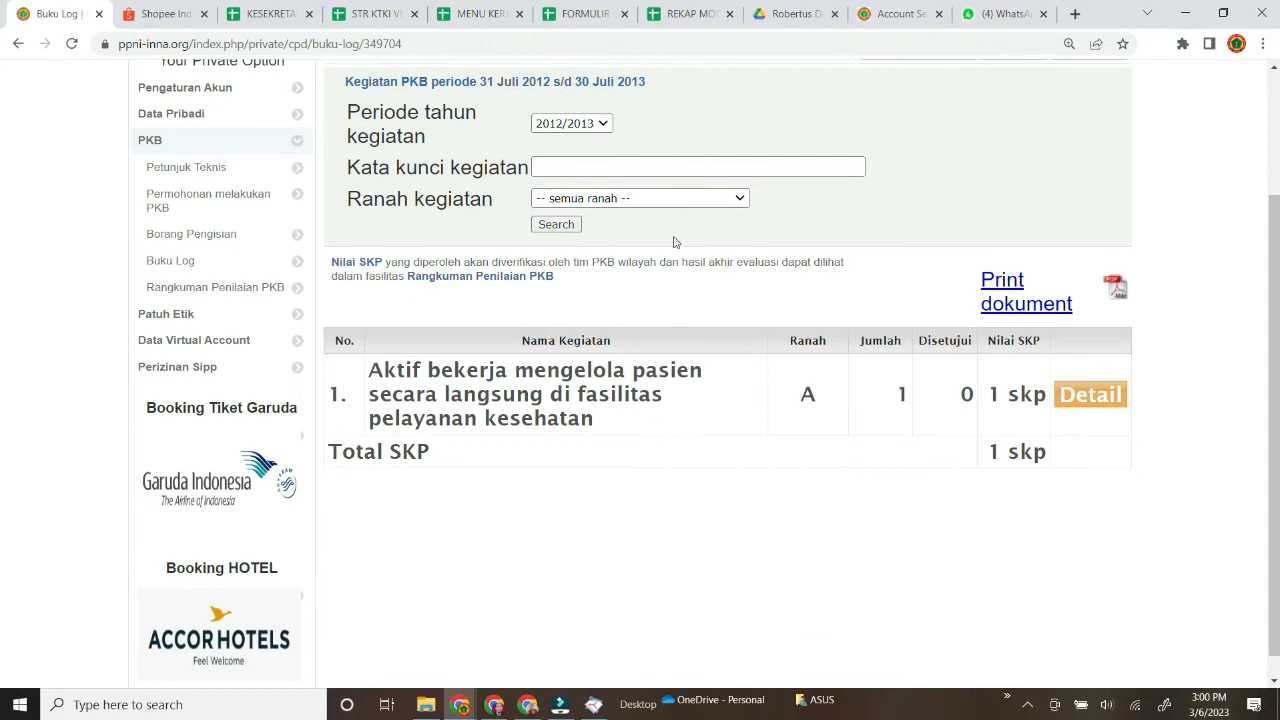 Buku Log |
Shopee Ind
KESEKRETA
STR KTKI VE
MENU KER
FORMULIR
REKAP MO
Robertus D
Account Se
(4) WhatsA
ppni-inna.org/index.php/private/cpd/buku-log/349704
Your Private Option
Pengaturan Akun
Data Pribadi
PKB
Petunjuk Teknis
Permohonan melakukan
PKB
Borang Pengisian
Buku Log
Rangkuman Penilaian PKB
Patuh Etik
Data Virtual Account
Perizinan Sipp
Booking Tiket Garuda
Garuda Indonesia
The Airline of Indonesia
Booking HOTEL
ACCOR HOTELS
Feel Welcome
Kegiatan PKB periode 31 Juli 2012 s/d 30 Juli 2013
Periode tahun
kegiatan
2012/2013
Kata kunci kegiatan
Ranah kegiatan
-- semua ranah --
Search
Nilai SKP yang diperoleh akan diverifikasi oleh tim PKB wilayah dan hasil akhir evaluasi dapat dilihat
dalam fasilitas Rangkuman Penilaian PKB
Print
dokument
PDF
No. Nama Kegiatan Ranah Jumlah Disetujui Nilai SKP
Aktif bekerja mengelola pasien
1. secara langsung di fasilitas A 1 0 1 skp Detail
pelayanan kesehatan
Total SKP 1 skp
Type here to search
Desktop
OneDrive - Personal
ASUS
3:00 PM
3/6/2023